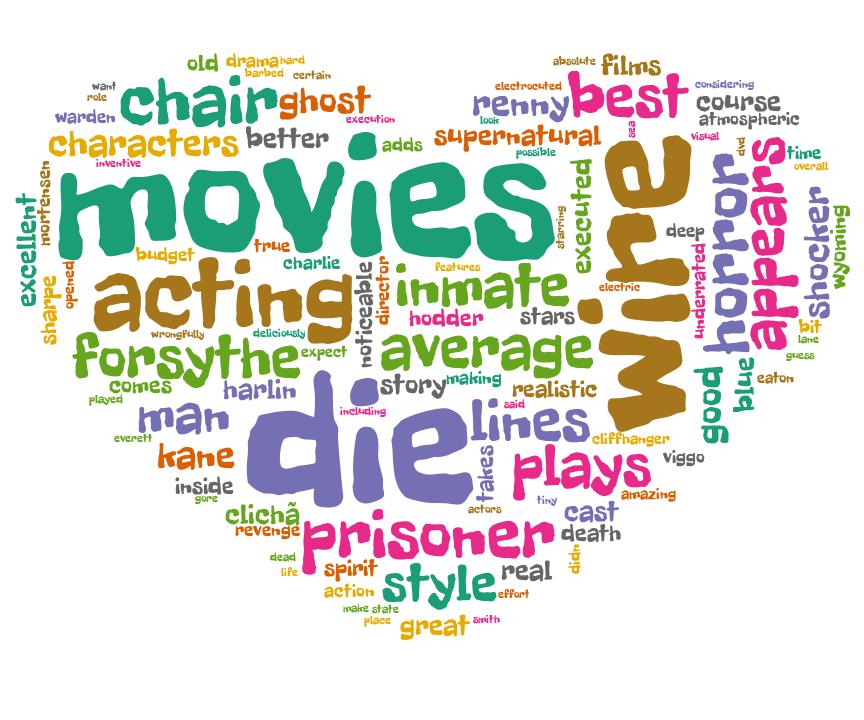 old drama hard
barbed certain
absolute films
want
role
chair ghost
electrocuted
best
considering
warden
execution
renny
look
course
atmospheric
characters better adds
supernatural
possible
sea
visual
dvd
inventive
movies
wine
time
overall
excellent
mortensen
starring
executed
deep
horror
appears
shocker
wyoming
budget true
charlie
features
opened
sharpe
acting
noticeable
director
inmate
electric
underrated
hodder stars
bit
lane
guess
wrongfully
deliciously
forsythe expect
average
comes
harlin
story making
realistic
good
blue
eaton
played
man
including
die
said
lines
cliffhanger
everett
kane
takes
plays
viggo
inside
gore
tiny
amazing
clichã
revenge
actors
cast
death
prisoner
dead
life
spirit
real
didn
action
style effort
make state
place
great smith